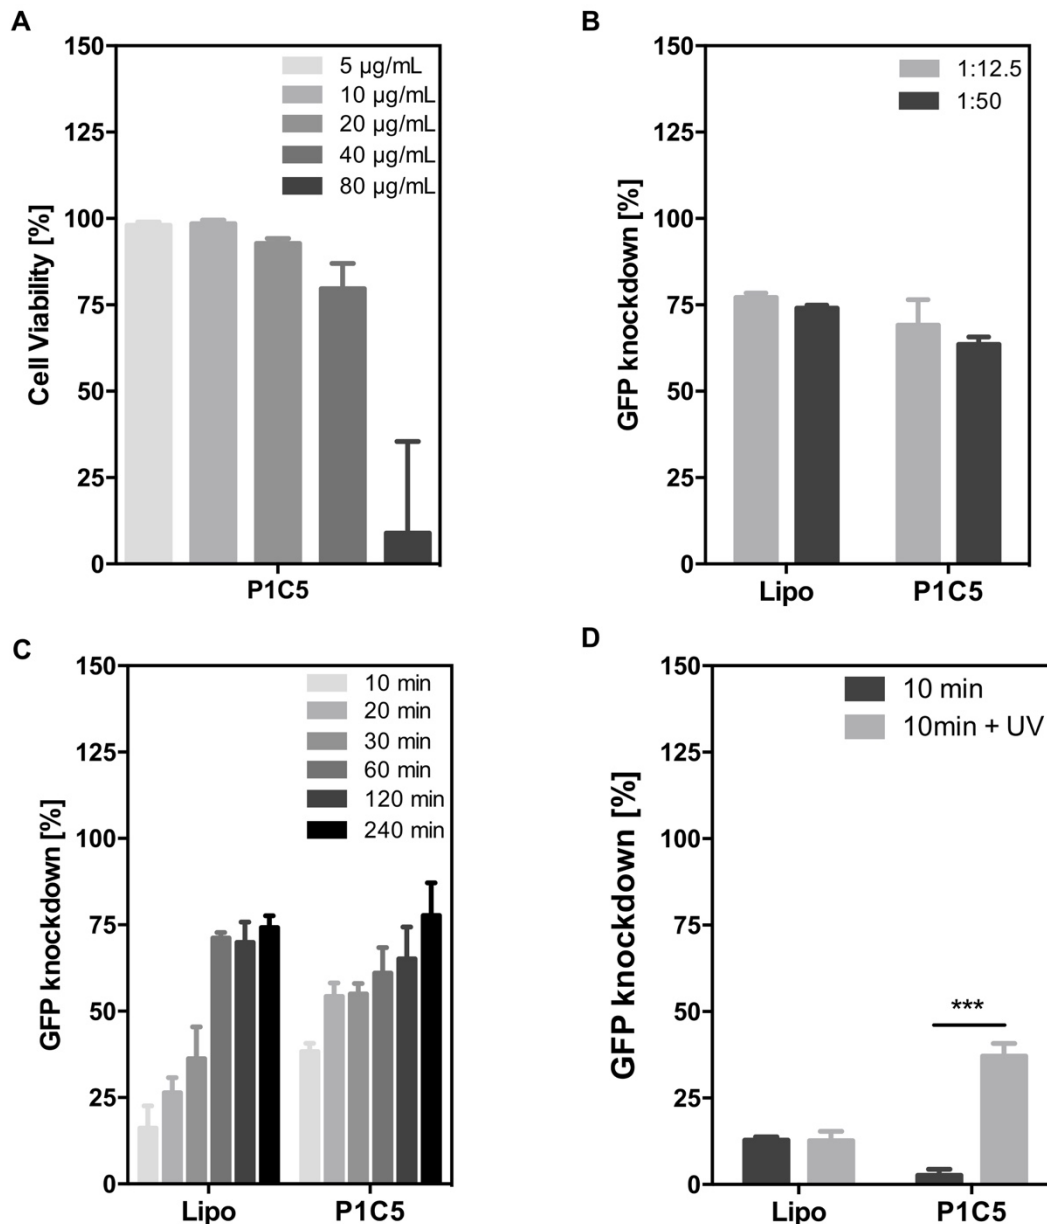 A
Cell Viability [%]
150
125
100
75
50
25
0
5 µg/mL
10 µg/mL
20 µg/mL
40 µg/mL
80 µg/mL
P1C5
B
GFP knockdown [%]
150
125
100
75
50
25
0
1:12.5
1:50
Lipo P1C5
C
GFP knockdown [%]
150
125
100
75
50
25
0
10 min
20 min
30 min
60 min
120 min
240 min
Lipo P1C5
D
GFP knockdown [%]
150
125
100
75
50
25
0
10 min
10min + UV
***
Lipo P1C5